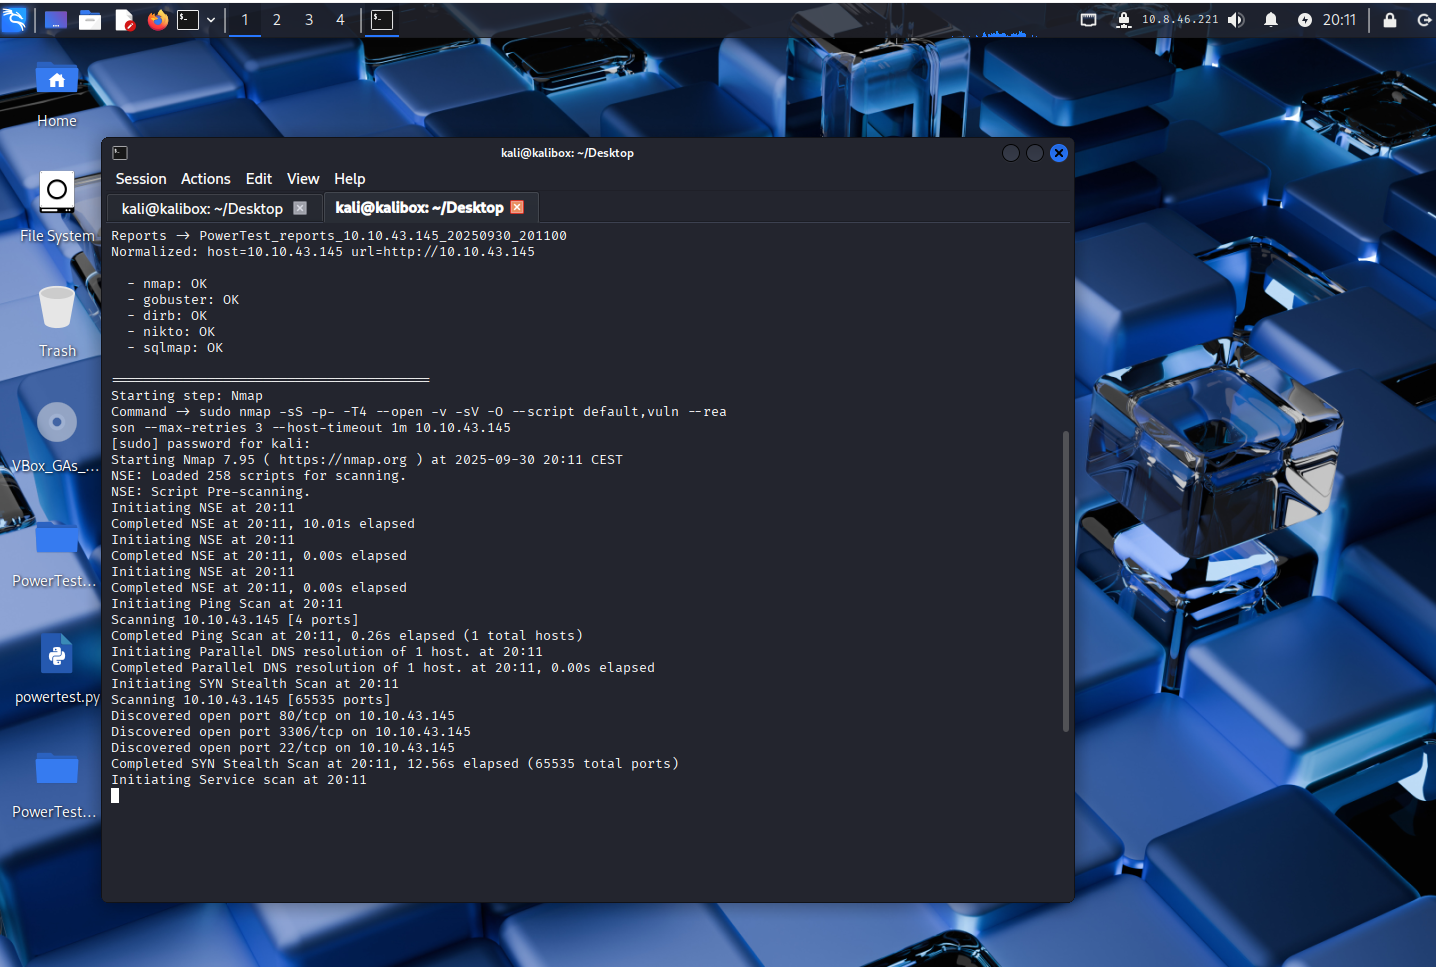 1 2 3 4
10.8.46.221
20:11
Home
File System
Trash
VBox_GAs_...
PowerTest...
powertest.py
PowerTest...
kali@kalibox: ~/Desktop
Session Actions Edit View Help
kali@kalibox: ~/Desktop
kali@kalibox: ~/Desktop
Reports → PowerTest_reports_10.10.43.145_20250930_201100
Normalized: host=10.10.43.145 url=http://10.10.43.145
- nmap: OK
- gobuster: OK
- dirb: OK
- nikto: OK
- sqlmap: OK
Starting step: Nmap
Command → sudo nmap -sS -p- -T4 --open -v -sV -O --script default,vuln --rea
son --max-retries 3 --host-timeout 1m 10.10.43.145
[sudo] password for kali:
Starting Nmap 7.95 ( https://nmap.org ) at 2025-09-30 20:11 CEST
NSE: Loaded 258 scripts for scanning.
NSE: Script Pre-scanning.
Initiating NSE at 20:11
Completed NSE at 20:11, 10.01s elapsed
Initiating NSE at 20:11
Completed NSE at 20:11, 0.00s elapsed
Initiating NSE at 20:11
Completed NSE at 20:11, 0.00s elapsed
Initiating Ping Scan at 20:11
Scanning 10.10.43.145 [4 ports]
Completed Ping Scan at 20:11, 0.26s elapsed (1 total hosts)
Initiating Parallel DNS resolution of 1 host. at 20:11
Completed Parallel DNS resolution of 1 host. at 20:11, 0.00s elapsed
Initiating SYN Stealth Scan at 20:11
Scanning 10.10.43.145 [65535 ports]
Discovered open port 80/tcp on 10.10.43.145
Discovered open port 3306/tcp on 10.10.43.145
Discovered open port 22/tcp on 10.10.43.145
Completed SYN Stealth Scan at 20:11, 12.56s elapsed (65535 total ports)
Initiating Service scan at 20:11